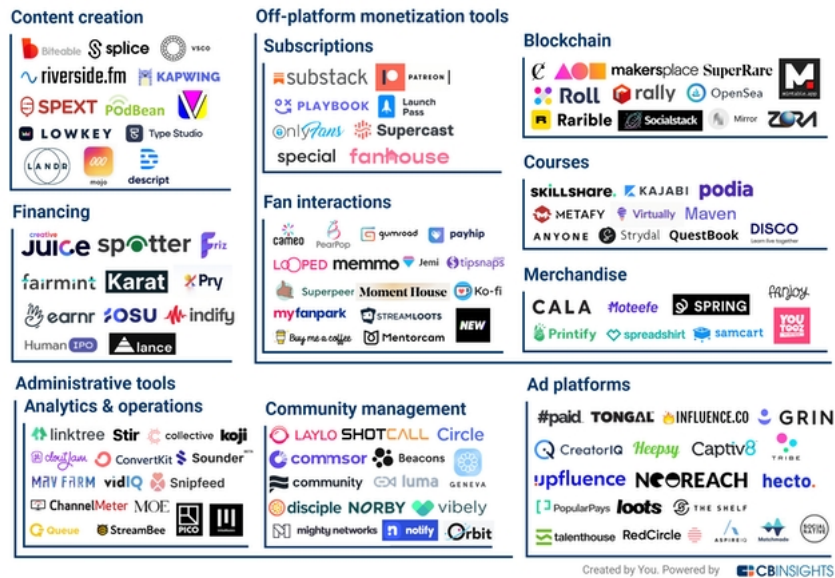 Content creation
Biteable splice VSCO
riverside.fm KAPWING
SPEXT PODBean
LOWKEY Type Studio
LANDR mojo descript
Financing
creative juice spotter Friz
fairmint Karat Pry
earnr OSU indify
Human IPO lance
Off-platform monetization tools
Subscriptions
substack PATREON
PLAYBOOK Launch Pass
onlyFans Supercast
special fanhouse
Fan interactions
cameo PearPop gumroad payhip
LOOPED memmo Jemi tipsnaps
Superpeer Moment House Ko-fi
myfanpark STREAMLOOTS NEW
Buy me a coffee Mentorcam
Blockchain
makersplace SuperRare
Roll rally OpenSea
Rarible Socialstack Mirror ZORA
Courses
SKILLSHARE. KAJABI podia
METAFY Virtually Maven
ANYONE Strydal QuestBook DISCO
Learn live together
Merchandise
CALA Moteefe SPRING fanjoy
Printify spreadshirt samcart YOUTOOZ
Administrative tools
Analytics & operations
linktree Stir collective koji
cloutjam ConvertKit Sounder
MAV FARM vidIQ Snipfeed
ChannelMeter MOE
Queue StreamBee PICO
Community management
LAYLO SHOTCALL Circle
commsor Beacons
community luma GENEVA
disciple NORBY vibely
mighty networks notify Orbit
Ad platforms
#paid TONGAL INFLUENCE.CO GRIN
CREATORIQ Heepsy Captiv8 TRIBE
upfluence NEOREACH hecto.
PopularPays loots THE SHELF
talenthouse RedCircle ASPIREIQ Matchmade SOCIAL NATIVE
Created by You. Powered by CBINSIGHTS